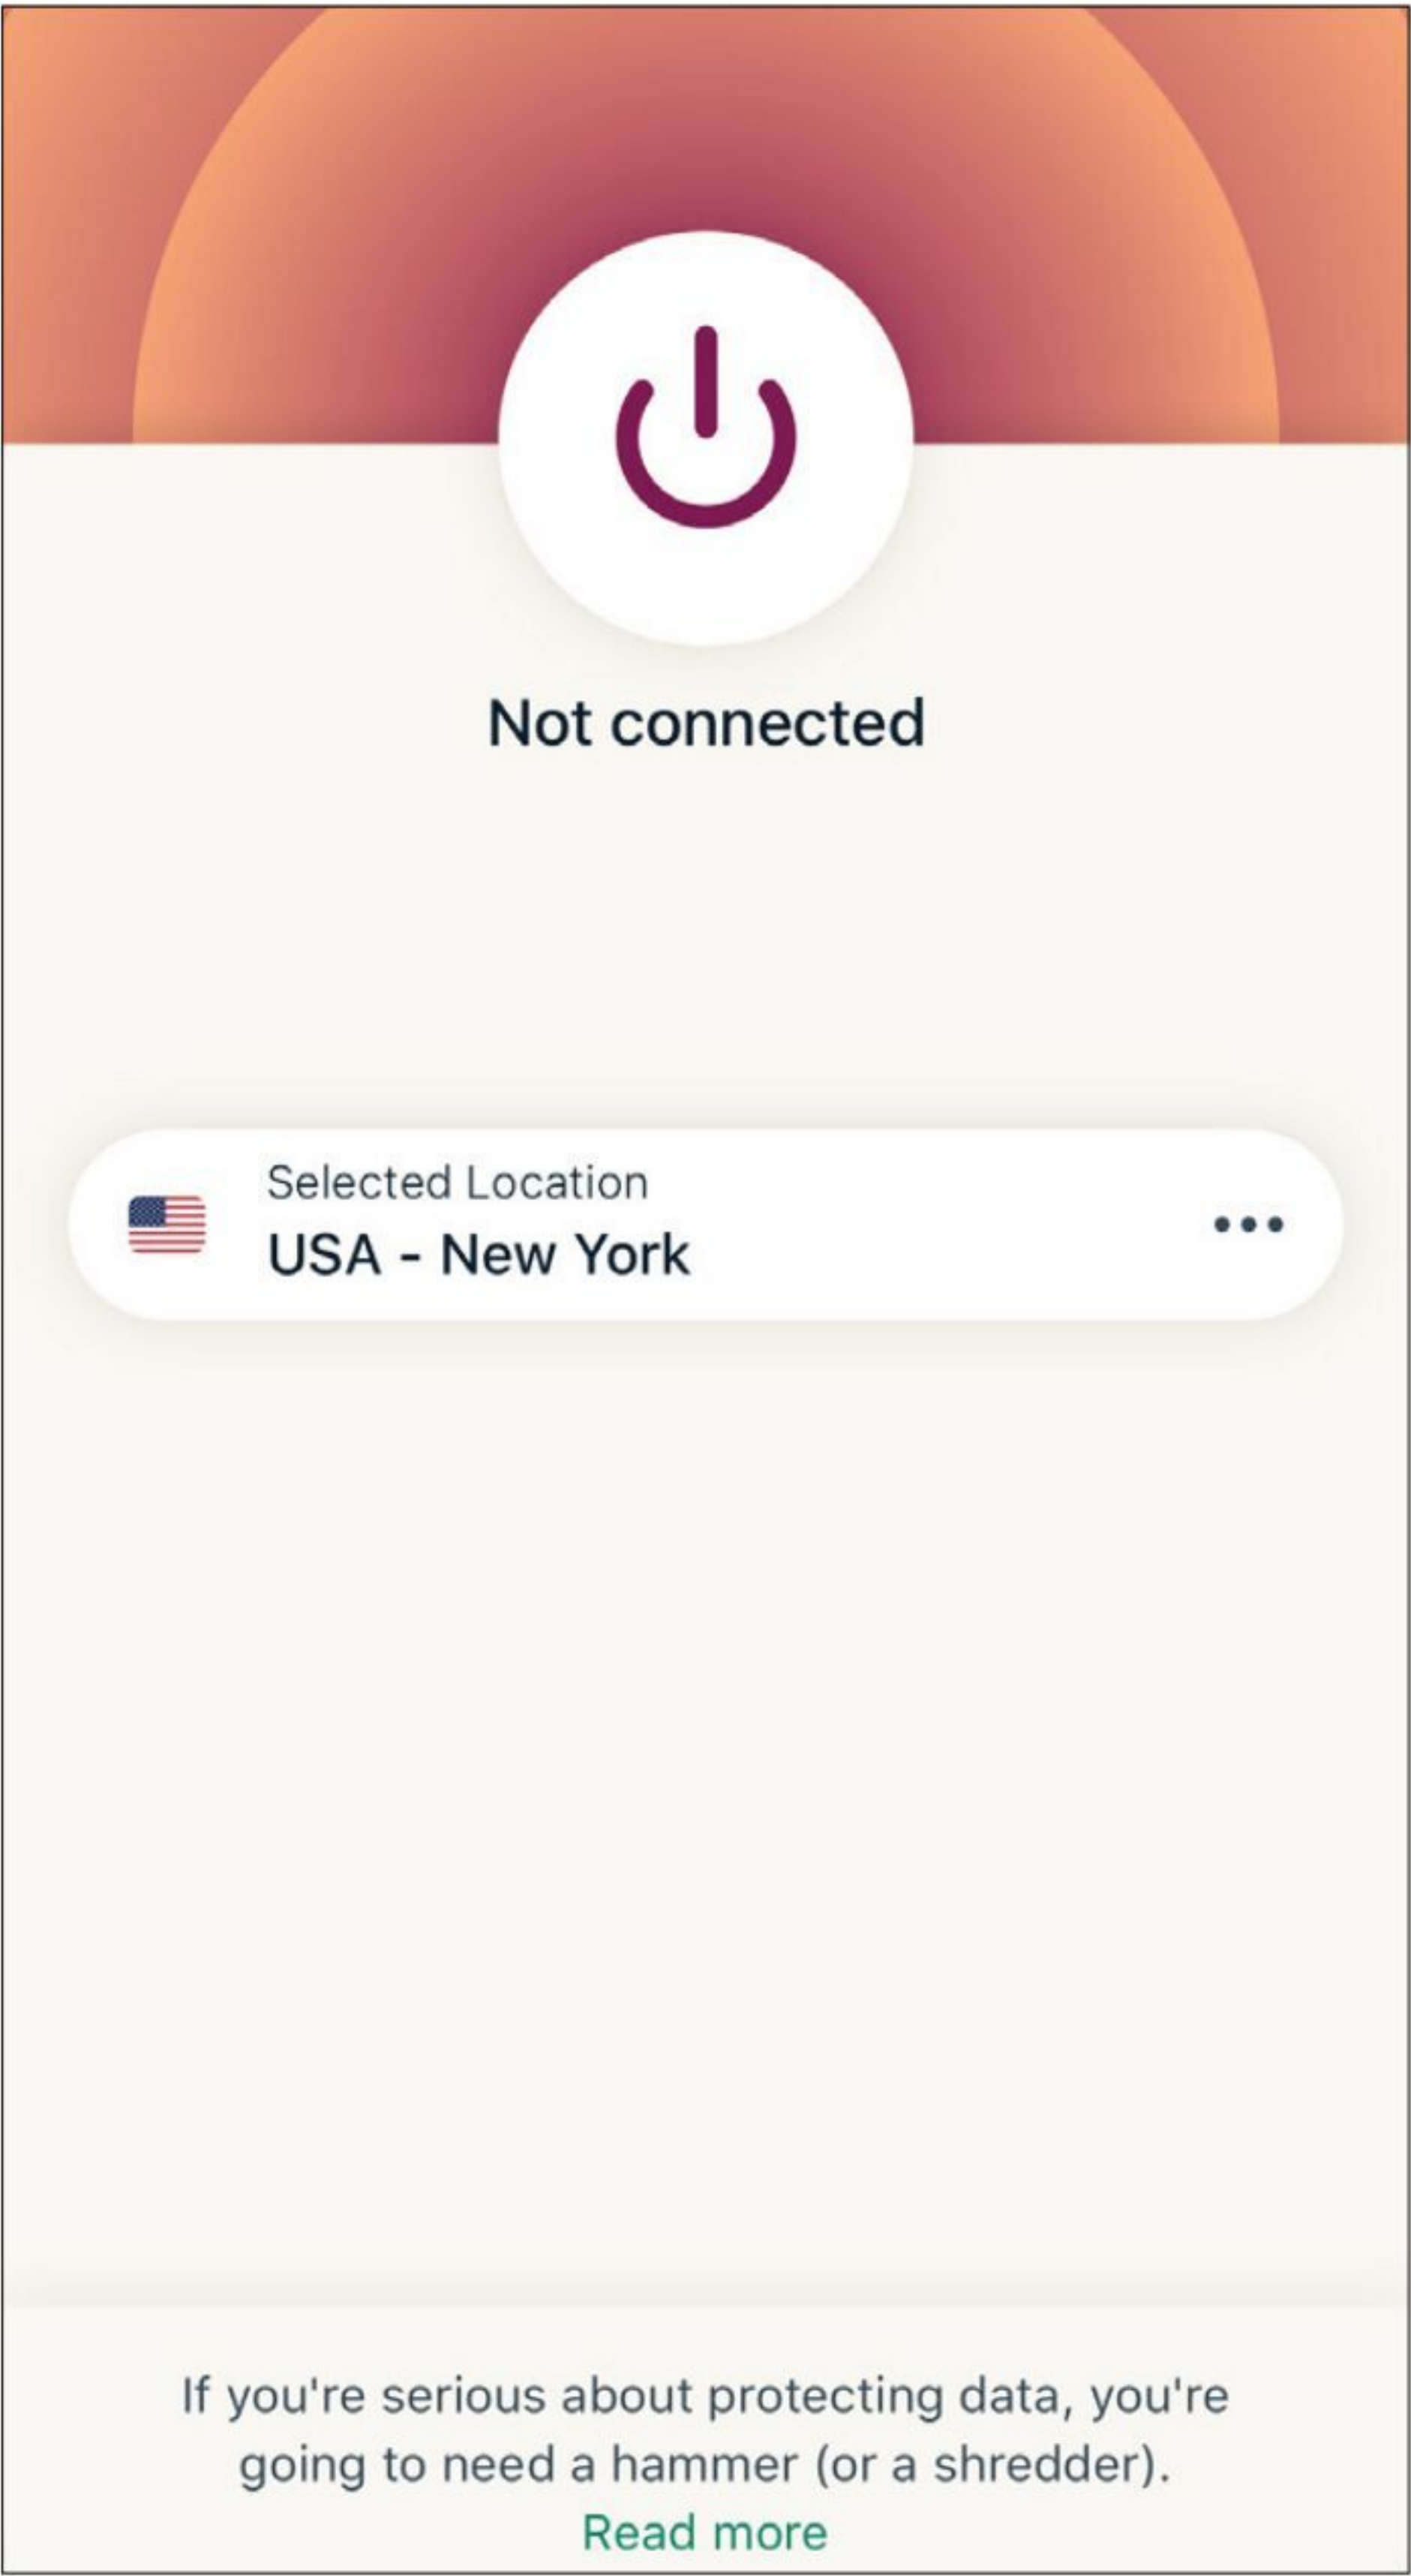 Not connected
Selected Location
USA - New York
If you're serious about protecting data, you're
going to need a hammer (or a shredder).
Read more